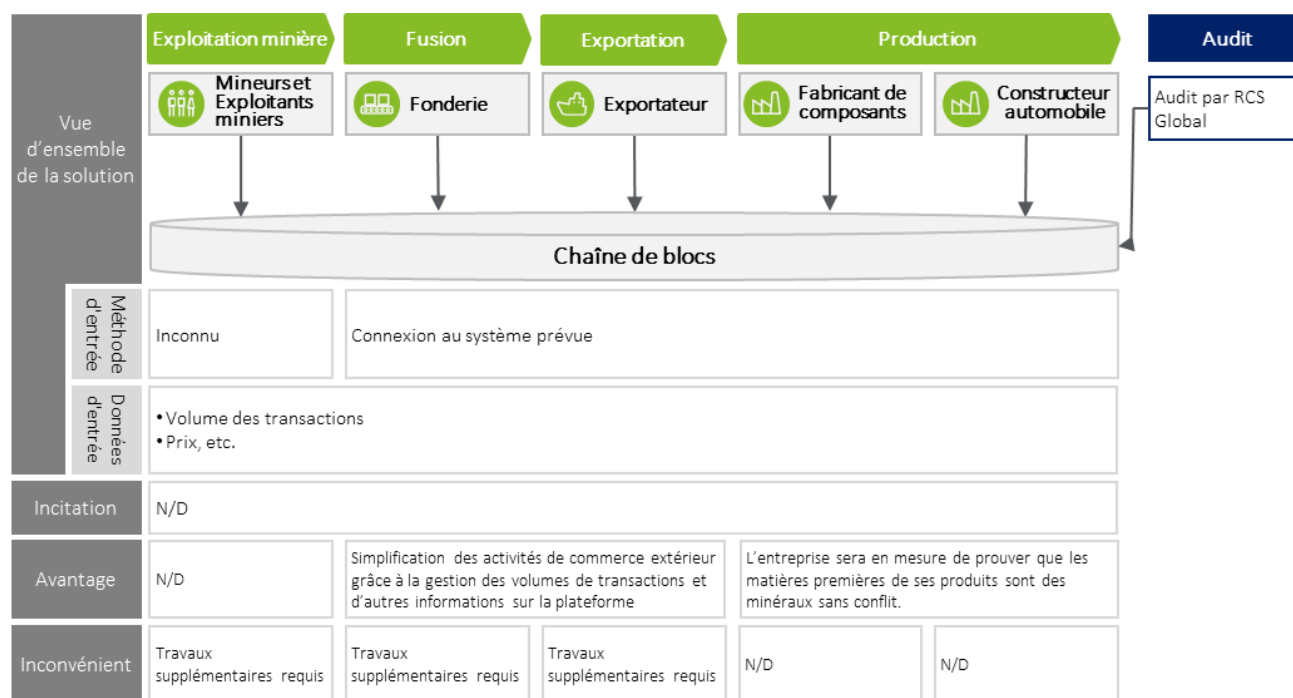 Exploitation minière
Fusion
Exportation
Production
Audit
Vue
d'ensemble
de la solution
Mineurs et
Exploitants
miniers
Fonderie
Exportateur
Fabricant de
composants
Constructeur
automobile
Audit par RCS
Global
Chaîne de blocs
Méthode
d'entrée
Inconnu
Connexion au système prévue
Données
d'entrée
• Volume des transactions
• Prix, etc.
Incitation
N/D
Avantage
N/D
Simplification des activités de commerce extérieur
grâce à la gestion des volumes de transactions et
d'autres informations sur la plateforme
L'entreprise sera en mesure de prouver que les
matières premières de ses produits sont des
minéraux sans conflit.
Inconvénient
Travaux
supplémentaires requis
Travaux
supplémentaires requis
Travaux
supplémentaires requis
N/D
N/D